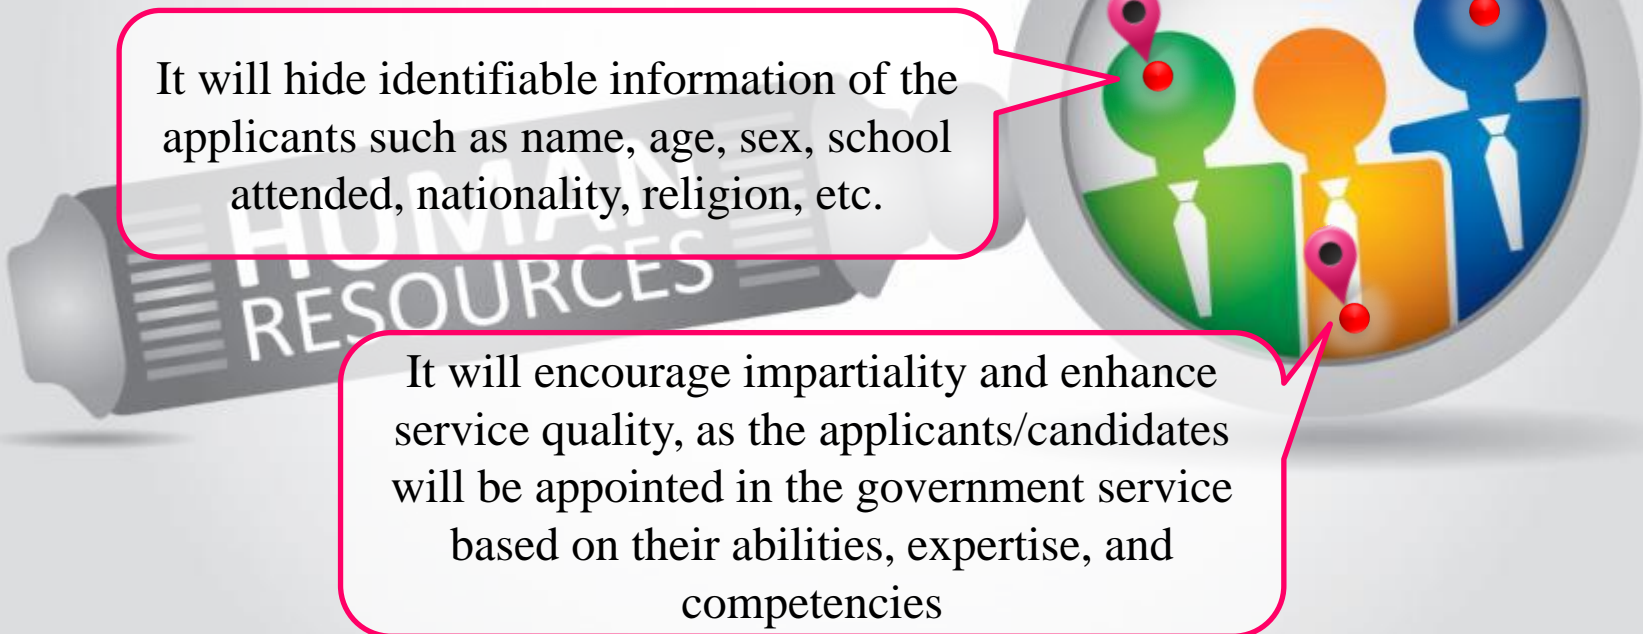 It will hide identifiable information of the
applicants such as name, age, sex, school
attended, nationality, religion, etc.
HUMAN
RESOURCES
It will encourage impartiality and enhance
service quality, as the applicants/candidates
will be appointed in the government service
based on their abilities, expertise, and
competencies